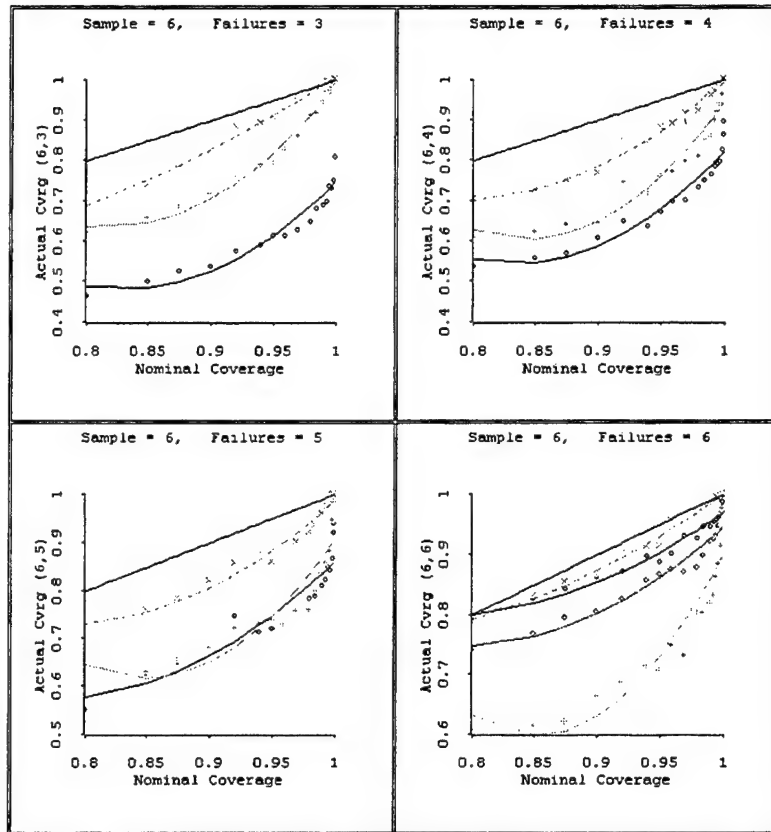 Sample = 6, Failures = 3
Actual Cvrg (6,3)
1
0.9
0.8
0.7
0.6
0.5
0.4
0.8 0.85 0.9 0.95 1
Nominal Coverage
Sample = 6, Failures = 4
Actual Cvrg (6,4)
1
0.9
0.8
0.7
0.6
0.5
0.4
0.8 0.85 0.9 0.95 1
Nominal Coverage
Sample = 6, Failures = 5
Actual Cvrg (6,5)
1
0.9
0.8
0.7
0.6
0.5
0.8 0.85 0.9 0.95 1
Nominal Coverage
Sample = 6, Failures = 6
Actual Cvrg (6,6)
1
0.9
0.8
0.7
0.6
0.8 0.85 0.9 0.95 1
Nominal Coverage